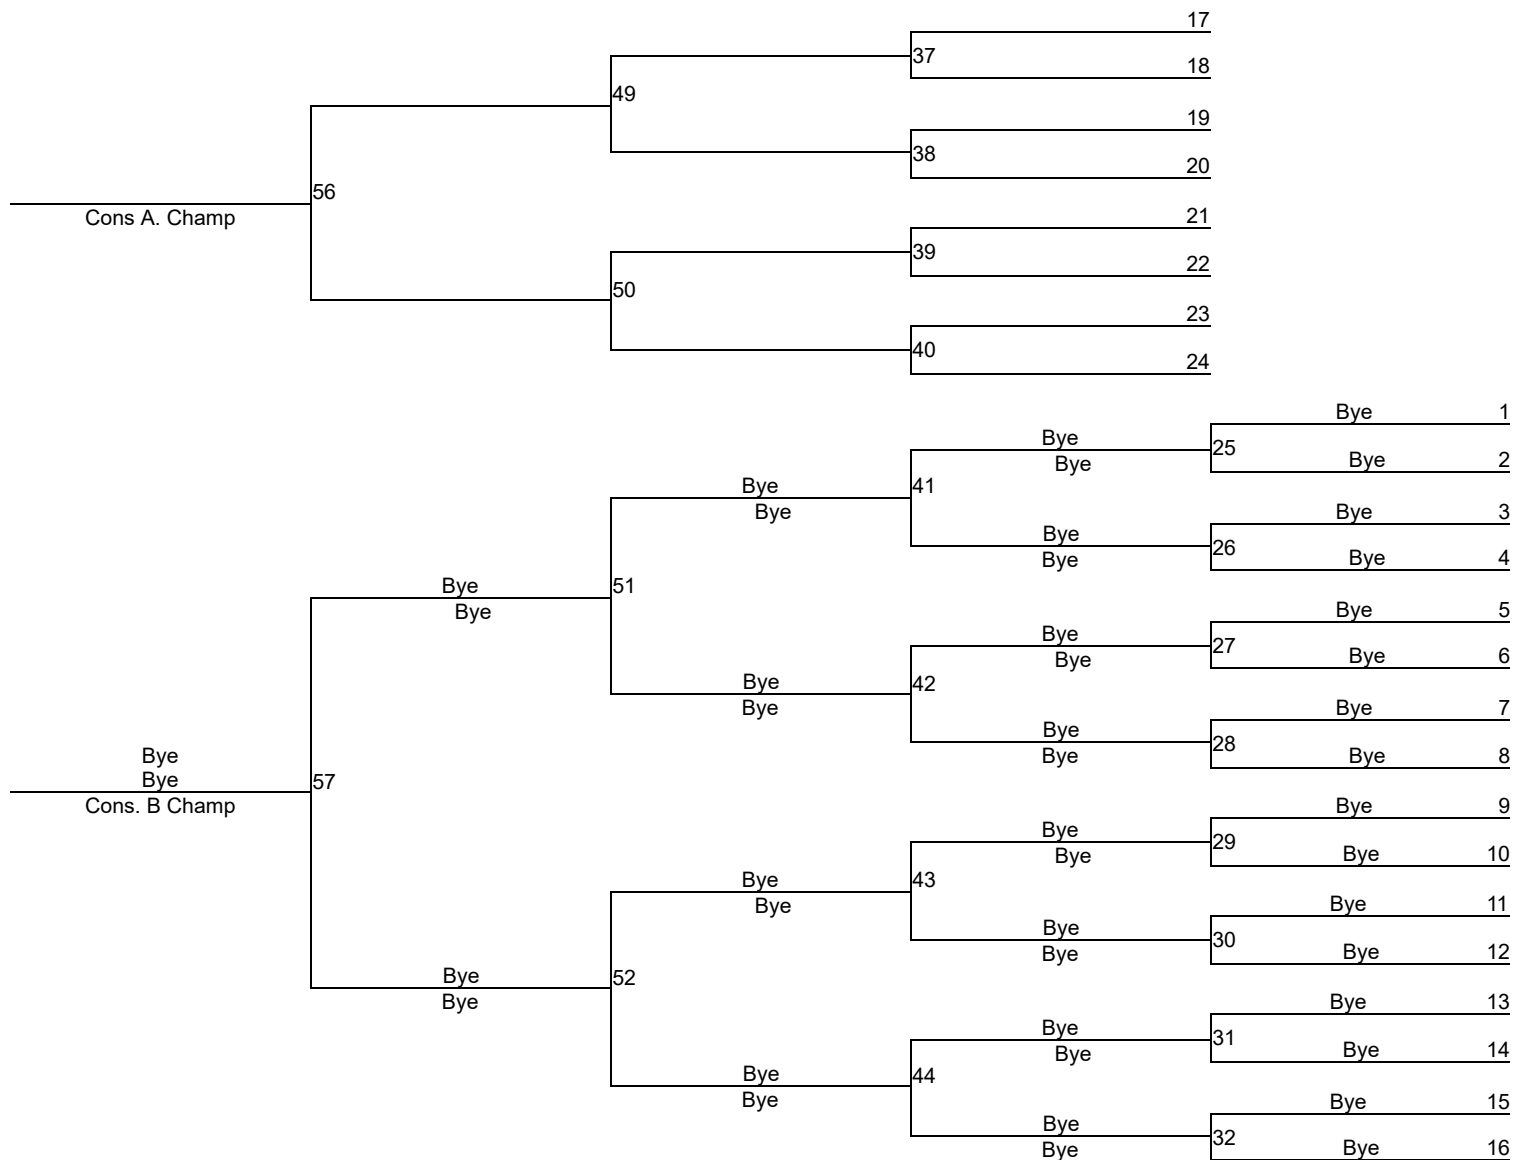 17
37
18
49
19
38
20
56
Cons A. Champ
21
39
22
50
23
40
24
Bye 1
Bye
25
Bye
Bye 2
Bye
41
Bye
Bye 3
Bye
26
Bye
Bye 4
Bye
51
Bye
Bye 5
Bye
27
Bye
Bye 6
Bye
42
Bye
Bye 7
Bye
28
Bye
Bye 8
Bye
Bye
57
Cons. B Champ
Bye 9
Bye
29
Bye
Bye 10
Bye
43
Bye
Bye 11
Bye
30
Bye
Bye 12
Bye
52
Bye
Bye 13
Bye
31
Bye
Bye 14
Bye
44
Bye
Bye 15
Bye
32
Bye
Bye 16